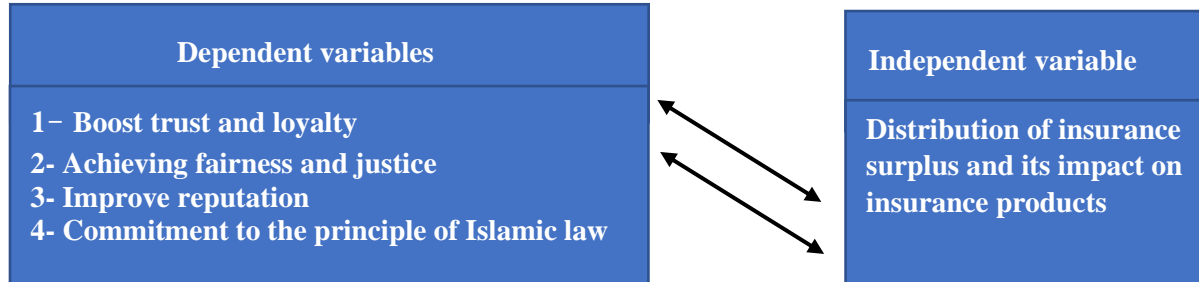 Dependent variables
1– Boost trust and loyalty
2- Achieving fairness and justice
3- Improve reputation
4- Commitment to the principle of Islamic law
Independent variable
Distribution of insurance
surplus and its impact on
insurance products